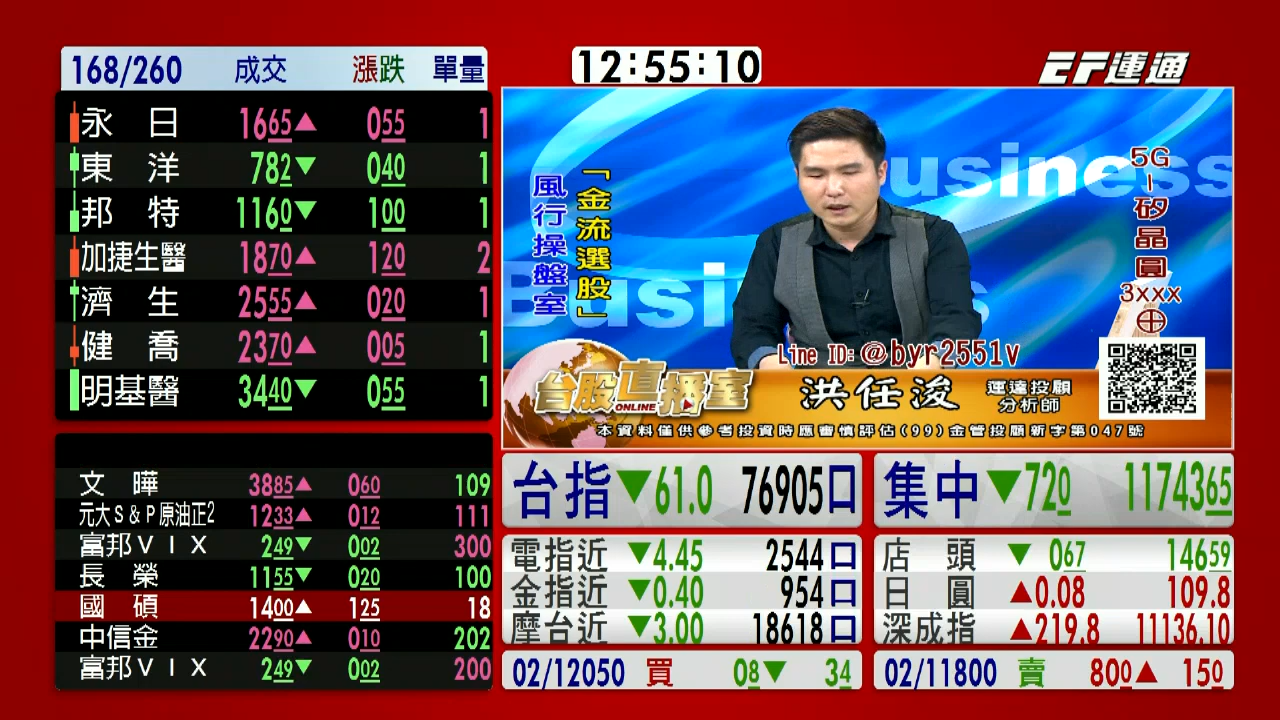 168/260 成交 漲跌 單量
永日 1665▲ 055 1
東洋 782▼ 040 1
邦特 1160▼ 100 1
加捷生醫 1870▲ 120 2
濟生 2555▲ 020 1
健喬 2370▲ 005 1
明基醫 3440▼ 055 1
文曄 3885▲ 060 109
元大S&P原油正2 1233▲ 012 111
富邦VIX 249▼ 002 300
長榮 1155▼ 020 100
國碩 1400▲ 125 18
中信金 2290▲ 010 202
富邦VIX 249▼ 002 200
12:55:10
EF運通
Business
Business
「金流選股」
風行操盤室
5G
-
矽晶圓
3xxx
⊕
Line ID:@byr2551v
台股直播室
ONLINE
洪任浚
運達投顧
分析師
本資料僅供參考投資時應審慎評估(99)金管投顧新字第047號
台指▼61.0 76905口
集中▼720 1174365
電指近▼4.45 2544口
金指近▼0.40 954口
摩台近▼3.00 18618口
店頭▼067 14659
日圓▲0.08 109.8
深成指▲219.8 11136.10
02/12050 買 08▼ 34
02/11800 賣 800▲ 150